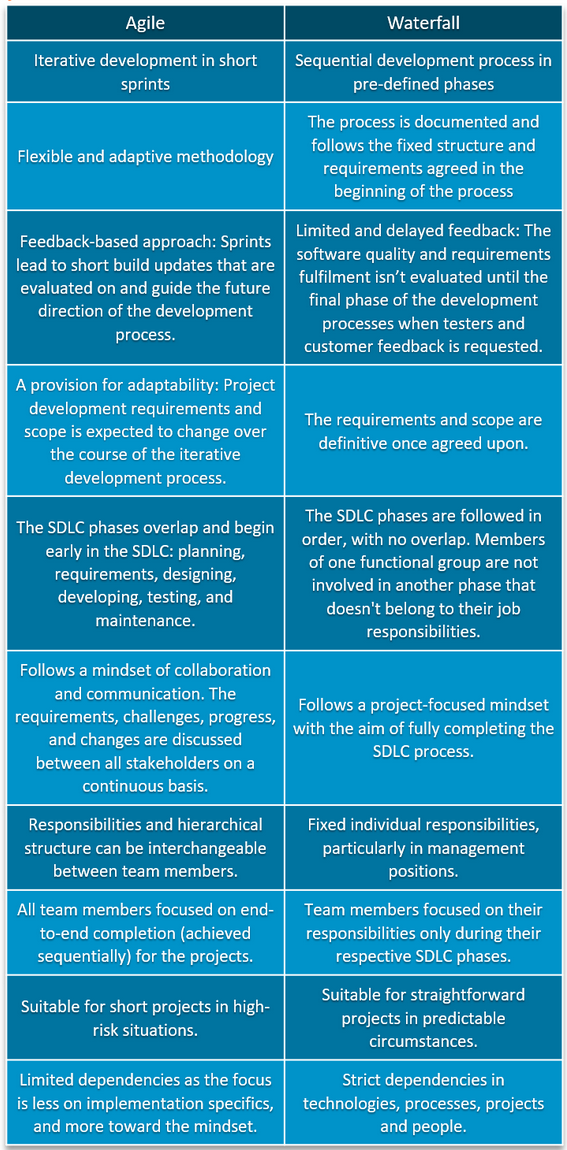 Agile
Waterfall
Iterative development in short
sprints
Sequential development process in
pre-defined phases
Flexible and adaptive methodology
The process is documented and
follows the fixed structure and
requirements agreed in the
beginning of the process
Feedback-based approach: Sprints
lead to short build updates that are
evaluated on and guide the future
direction of the development
process.
Limited and delayed feedback: The
software quality and requirements
fulfilment isn’t evaluated until the
final phase of the development
processes when testers and
customer feedback is requested.
A provision for adaptability: Project
development requirements and
scope is expected to change over
the course of the iterative
development process.
The requirements and scope are
definitive once agreed upon.
The SDLC phases overlap and begin
early in the SDLC: planning,
requirements, designing,
developing, testing, and
maintenance.
The SDLC phases are followed in
order, with no overlap. Members
of one functional group are not
involved in another phase that
doesn't belong to their job
responsibilities.
Follows a mindset of collaboration
and communication. The
requirements, challenges, progress,
and changes are discussed
between all stakeholders on a
continuous basis.
Follows a project-focused mindset
with the aim of fully completing the
SDLC process.
Responsibilities and hierarchical
structure can be interchangeable
between team members.
Fixed individual responsibilities,
particularly in management
positions.
All team members focused on end-
to-end completion (achieved
sequentially) for the projects.
Team members focused on their
responsibilities only during their
respective SDLC phases.
Suitable for short projects in high-
risk situations.
Suitable for straightforward
projects in predictable
circumstances.
Limited dependencies as the focus
is less on implementation specifics,
and more toward the mindset.
Strict dependencies in
technologies, processes, projects
and people.